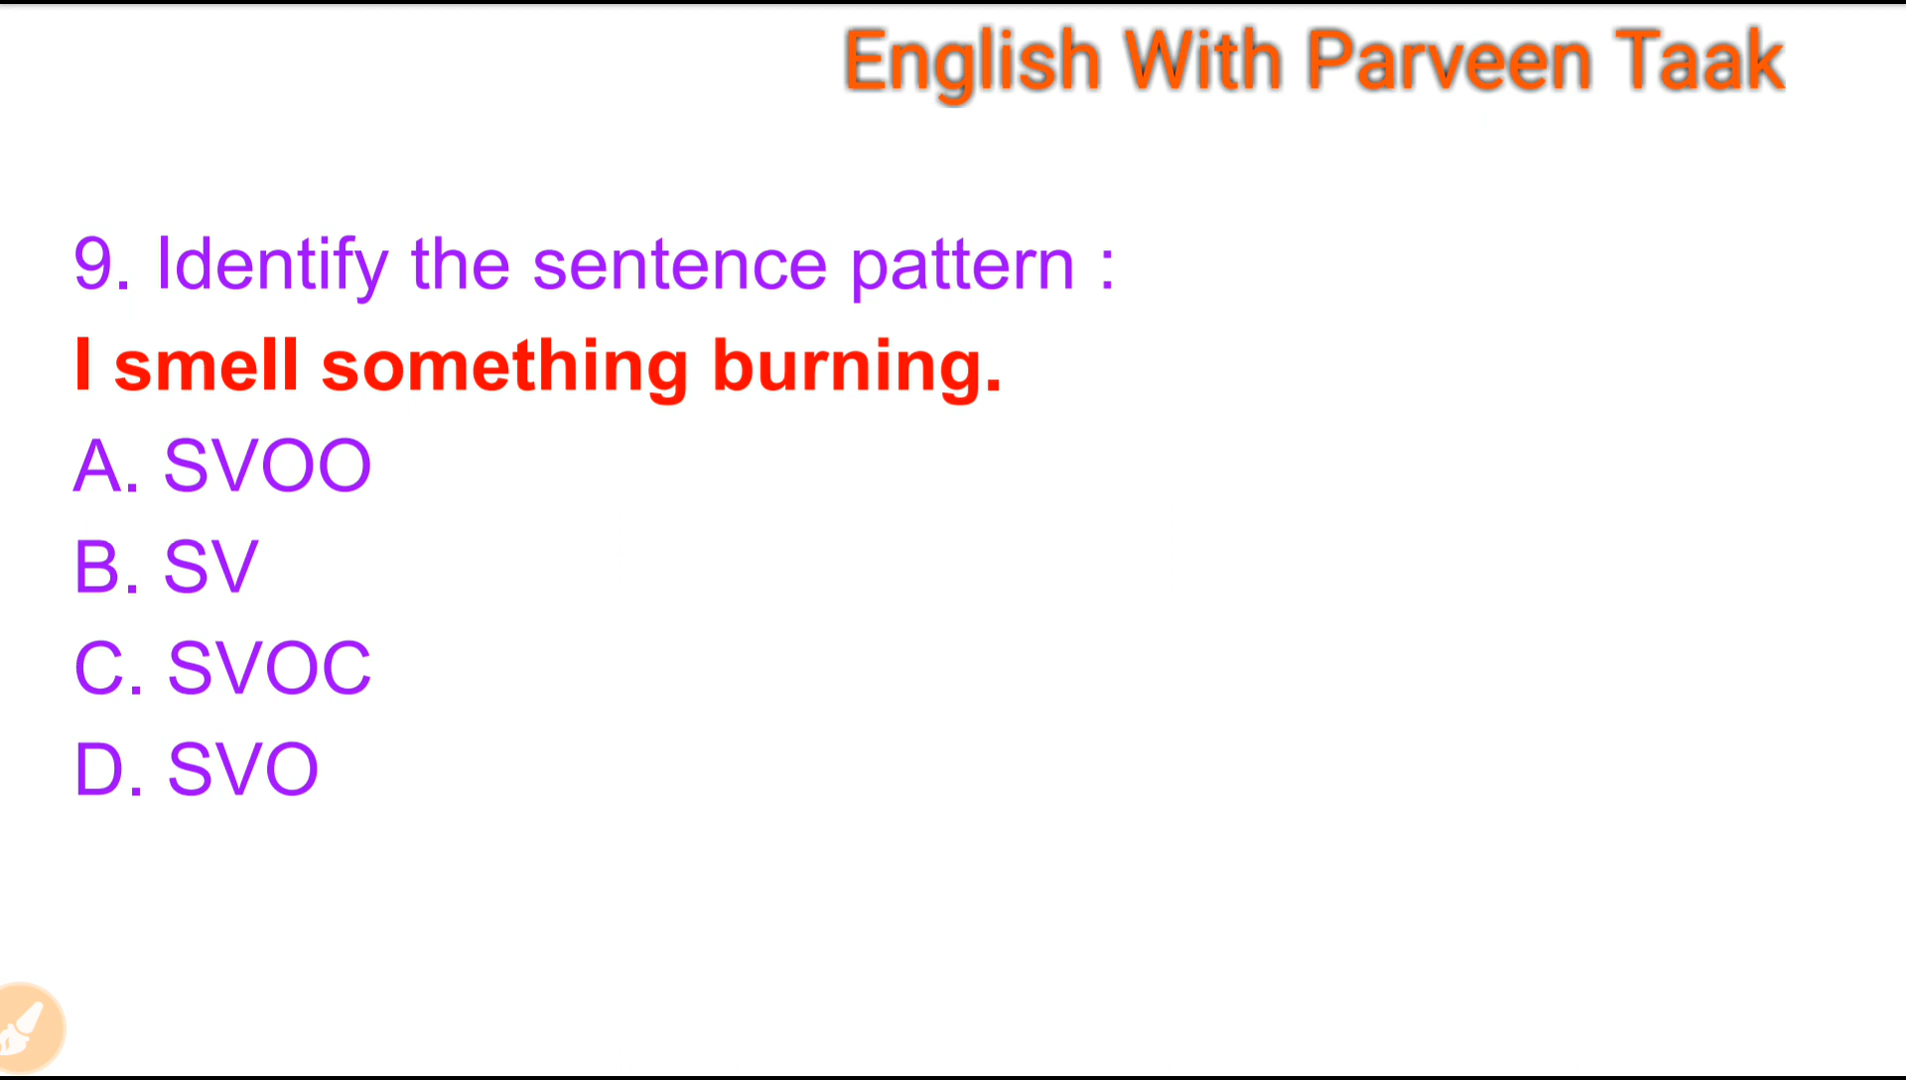 English With Parveen Taak
9. Identify the sentence pattern :
I smell something burning.
A. SVOO
B. SV
C. SVOC
D. SVO